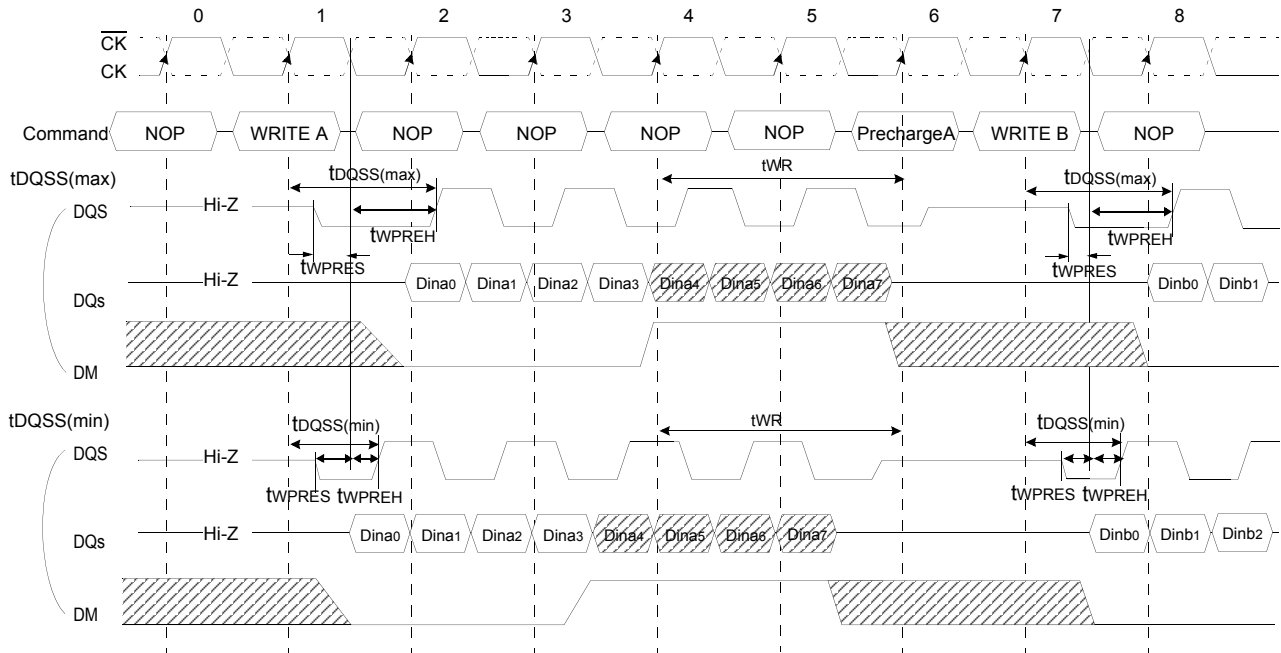 0 1 2 3 4 5 6 7 8
CK
CK
Command NOP WRITE A NOP NOP NOP NOP PrechargeA WRITE B NOP
tDQSS(max)
tDQSS(max) tWR tDQSS(max)
DQS Hi-Z
tWPREH tWPREH
tWPRES tWPRES
DQs Hi-Z Dina0 Dina1 Dina2 Dina3 Dina4 Dina5 Dina6 Dina7 Dinb0 Dinb1
DM
tDQSS(min)
tDQSS(min) tWR tDQSS(min)
DQS Hi-Z
tWPRES tWPREH tWPRES tWPREH
DQs Hi-Z Dina0 Dina1 Dina2 Dina3 Dina4 Dina5 Dina6 Dina7 Dinb0 Dinb1 Dinb2
DM